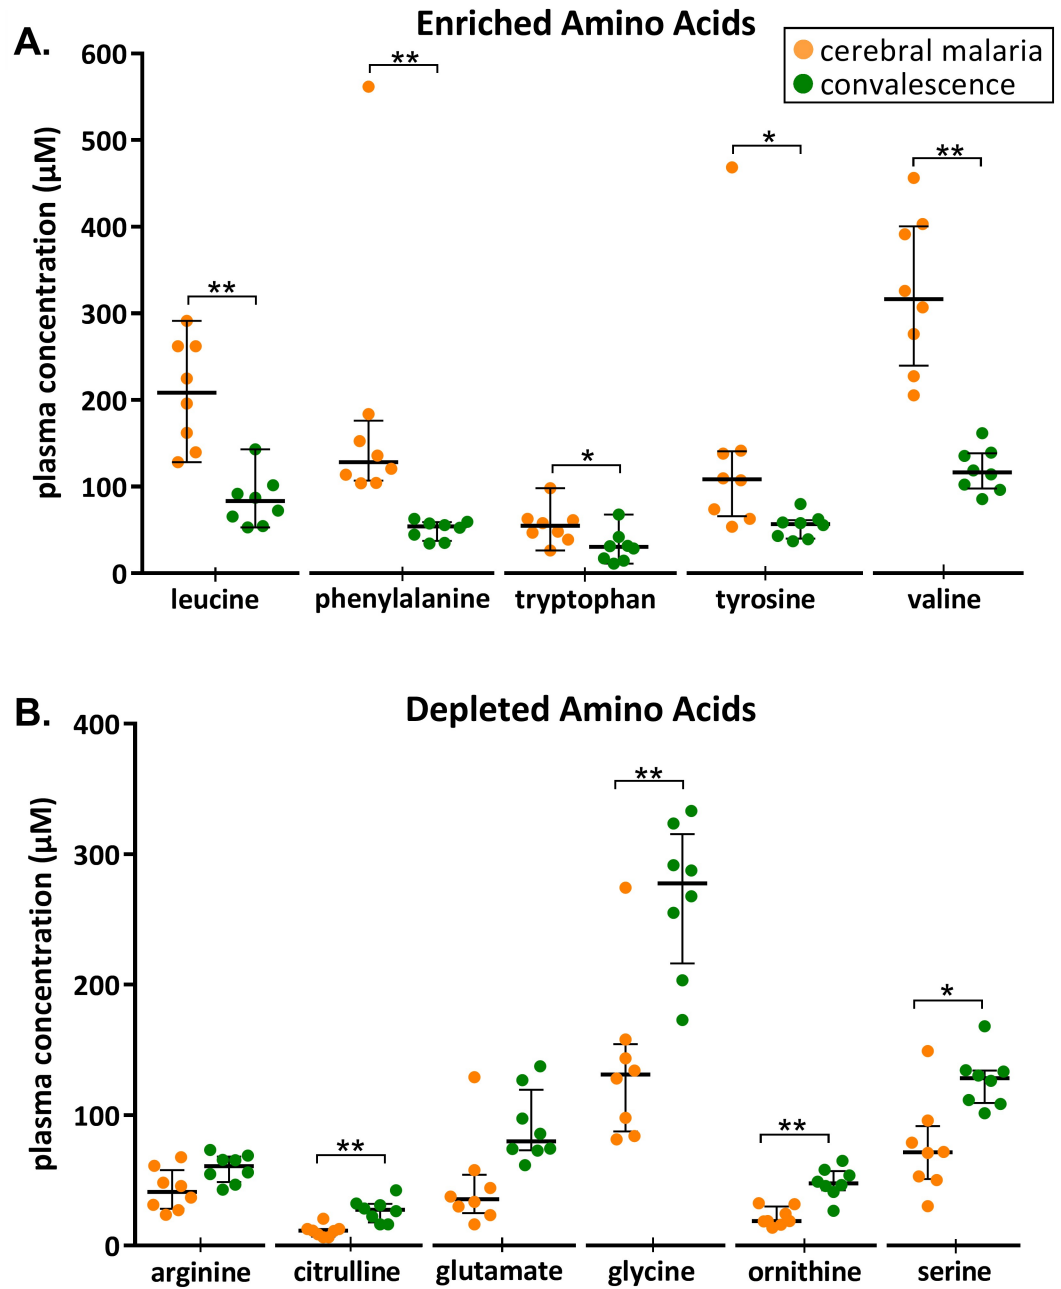 A.
Enriched Amino Acids
cerebral malaria
convalescence
plasma concentration (µM)
600
500
400
300
200
100
0
**
**
*
*
**
leucine phenylalanine tryptophan tyrosine valine
B.
Depleted Amino Acids
plasma concentration (µM)
400
300
200
100
0
**
**
**
*
arginine citrulline glutamate glycine ornithine serine